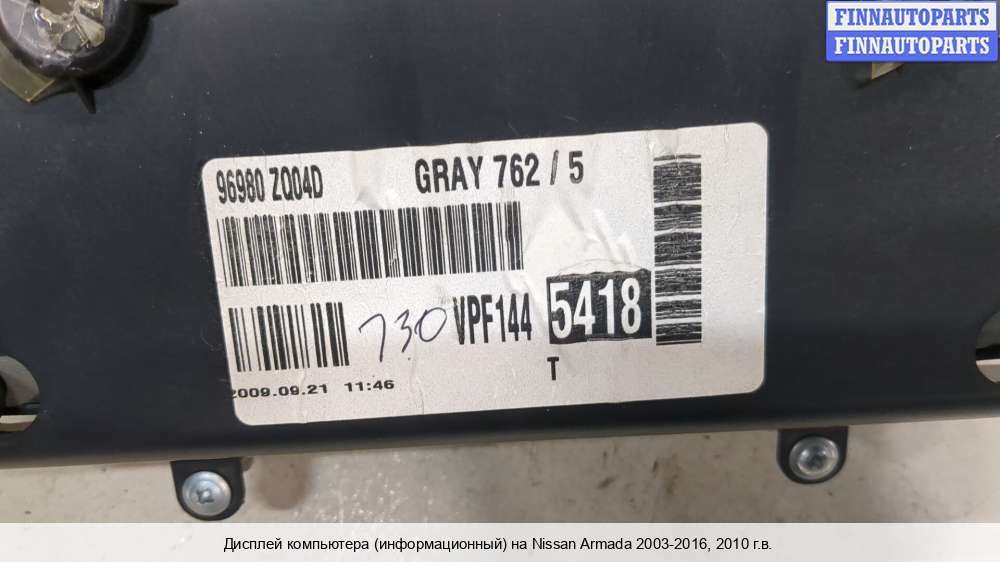 FINNAUTOPARTS
FINNAUTOPARTS
96980 ZQ04D GRAY 762 / 5
730 VPF144 5418
T
2009.09.21 11:46
Дисплей компьютера (информационный) на Nissan Armada 2003-2016, 2010 г.в.